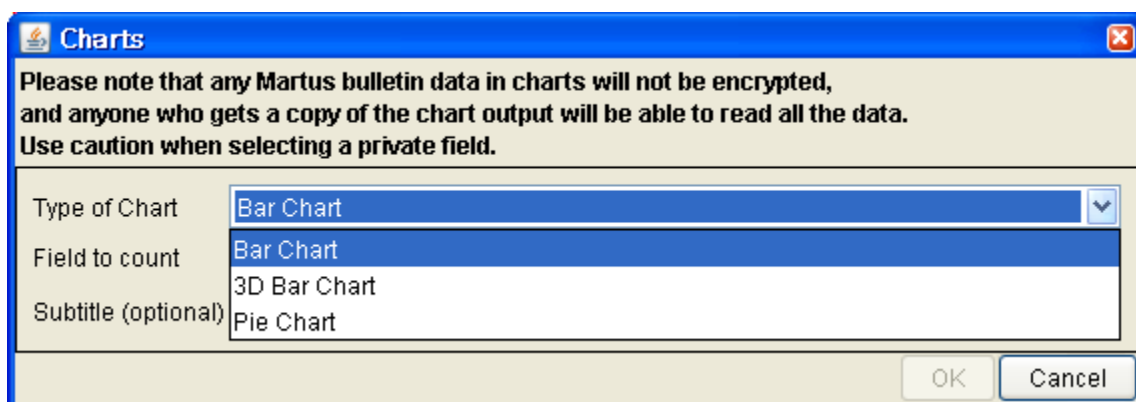 Charts
Please note that any Martus bulletin data in charts will not be encrypted,
and anyone who gets a copy of the chart output will be able to read all the data.
Use caution when selecting a private field.
Type of Chart Bar Chart
Field to count Bar Chart
3D Bar Chart
Subtitle (optional) Pie Chart
OK Cancel